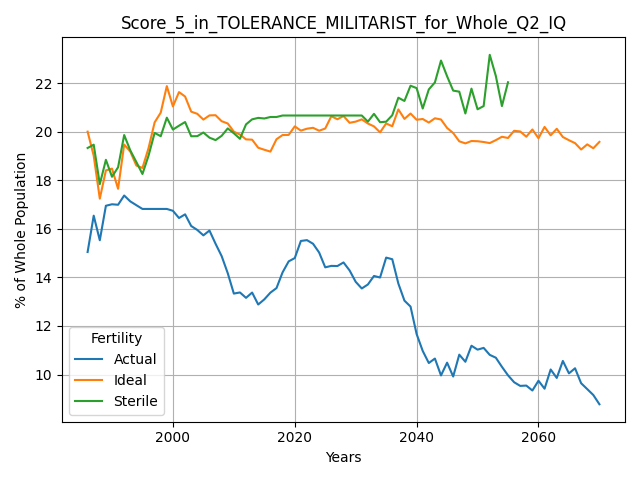 Score_5_in_TOLERANCE_MILITARIST_for_Whole_Q2_IQ
% of Whole Population
22
20
18
16
14
12
10
Fertility
Actual
Ideal
Sterile
2000
2020
2040
2060
Years